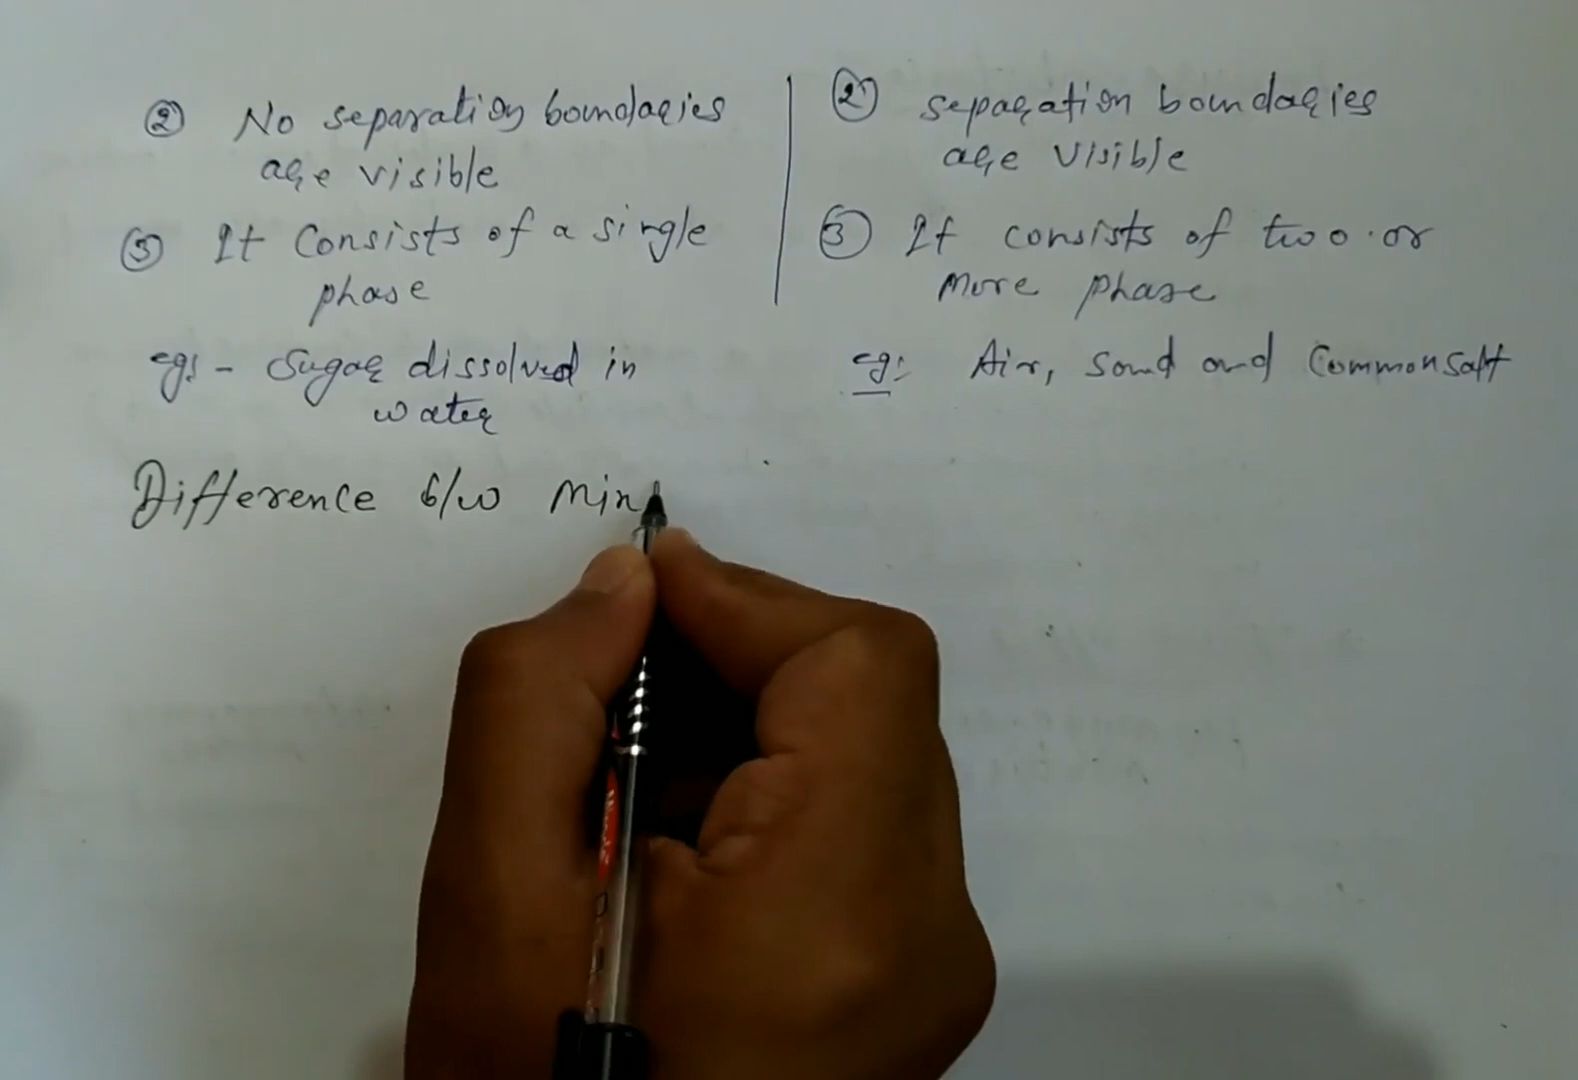 ② No separation boundaries
are visible
③ It Consists of a single
phase
eg:- Sugar dissolved in
water
② separation boundaries
are visible
③ It consists of two or
more phase
eg: Air, Sand and Common salt
Difference b/w Min